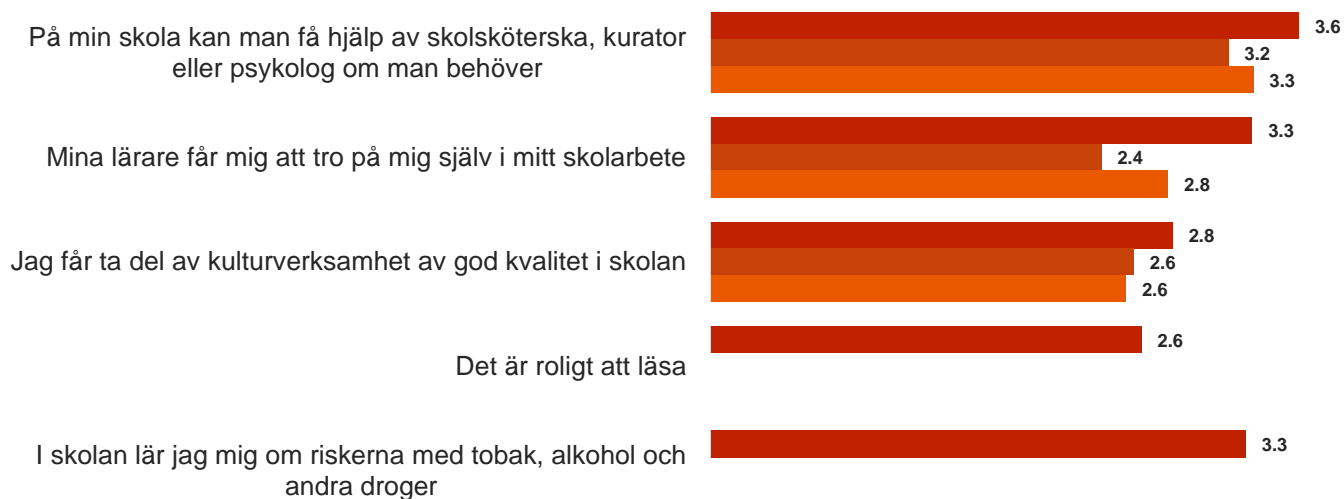 På min skola kan man få hjälp av skolsköterska, kurator
eller psykolog om man behöver
3.6
3.2
3.3
Mina lärare får mig att tro på mig själv i mitt skolarbete
3.3
2.4
2.8
Jag får ta del av kulturverksamhet av god kvalitet i skolan
2.8
2.6
2.6
Det är roligt att läsa
2.6
I skolan lär jag mig om riskerna med tobak, alkohol och
andra droger
3.3